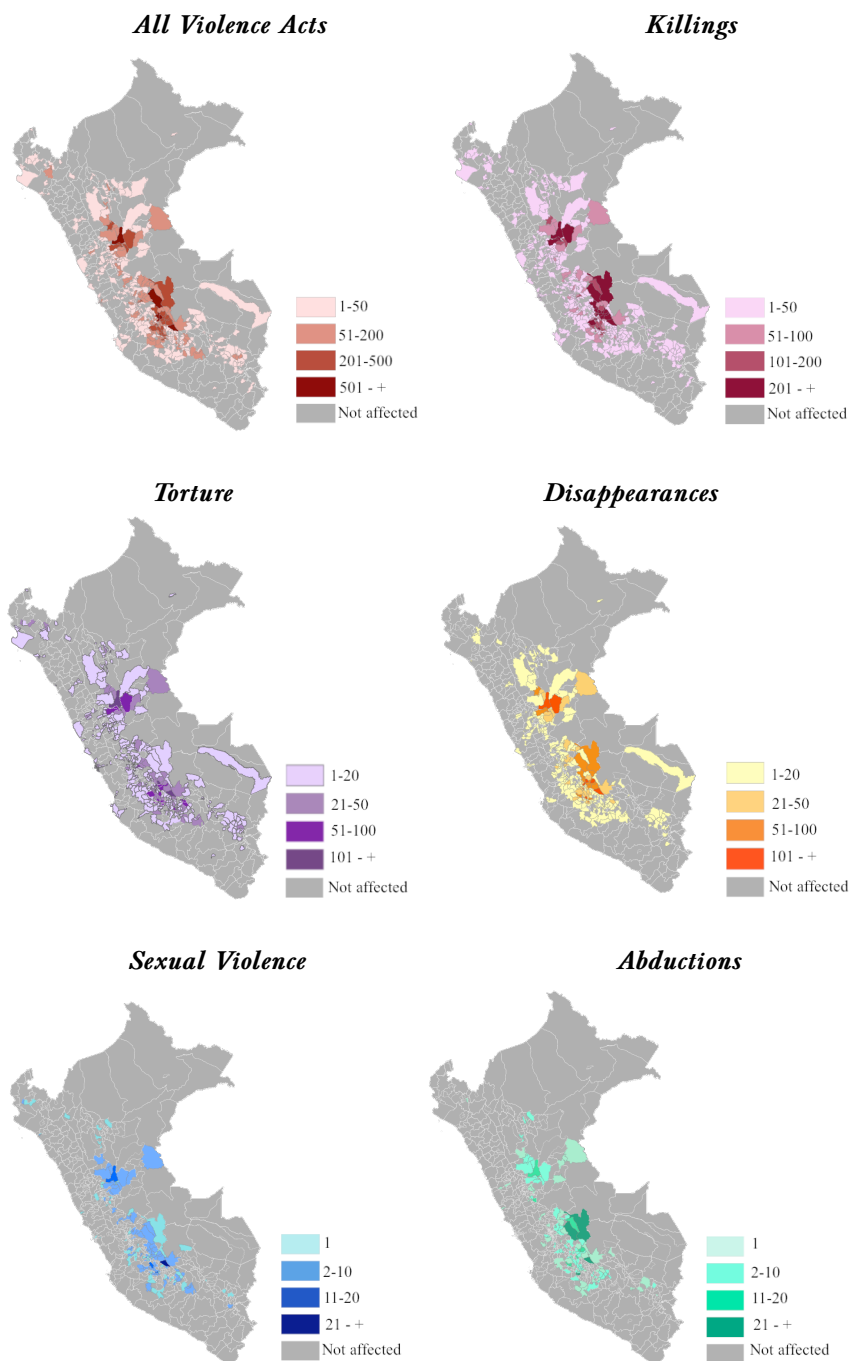 All Violence Acts
Killings
1-50
51-200
201-500
501 - +
Not affected
1-50
51-100
101-200
201 - +
Not affected
Torture
Disappearances
1-20
21-50
51-100
101 - +
Not affected
1-20
21-50
51-100
101 - +
Not affected
Sexual Violence
Abductions
1
2-10
11-20
21 - +
Not affected
1
2-10
11-20
21 - +
Not affected